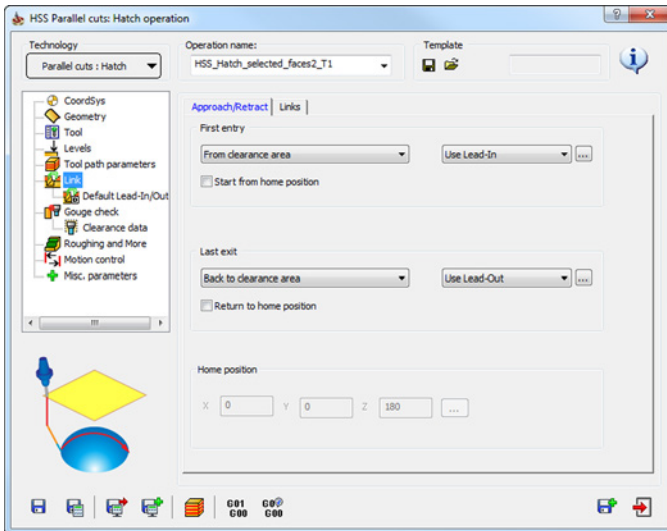 HSS Parallel cuts: Hatch operation
Technology
Parallel cuts : Hatch
Operation name:
HSS_Hatch_selected_faces2_T1
Template
CoordSys
Geometry
Tool
Levels
Tool path parameters
Link
Default Lead-In/Out
Gouge check
Clearance data
Roughing and More
Motion control
Misc. parameters
Approach/Retract Links
First entry
From clearance area Use Lead-In ...
Start from home position
Last exit
Back to clearance area Use Lead-Out ...
Return to home position
Home position
X 0 Y 0 Z 180 ...
G01 G00
G00